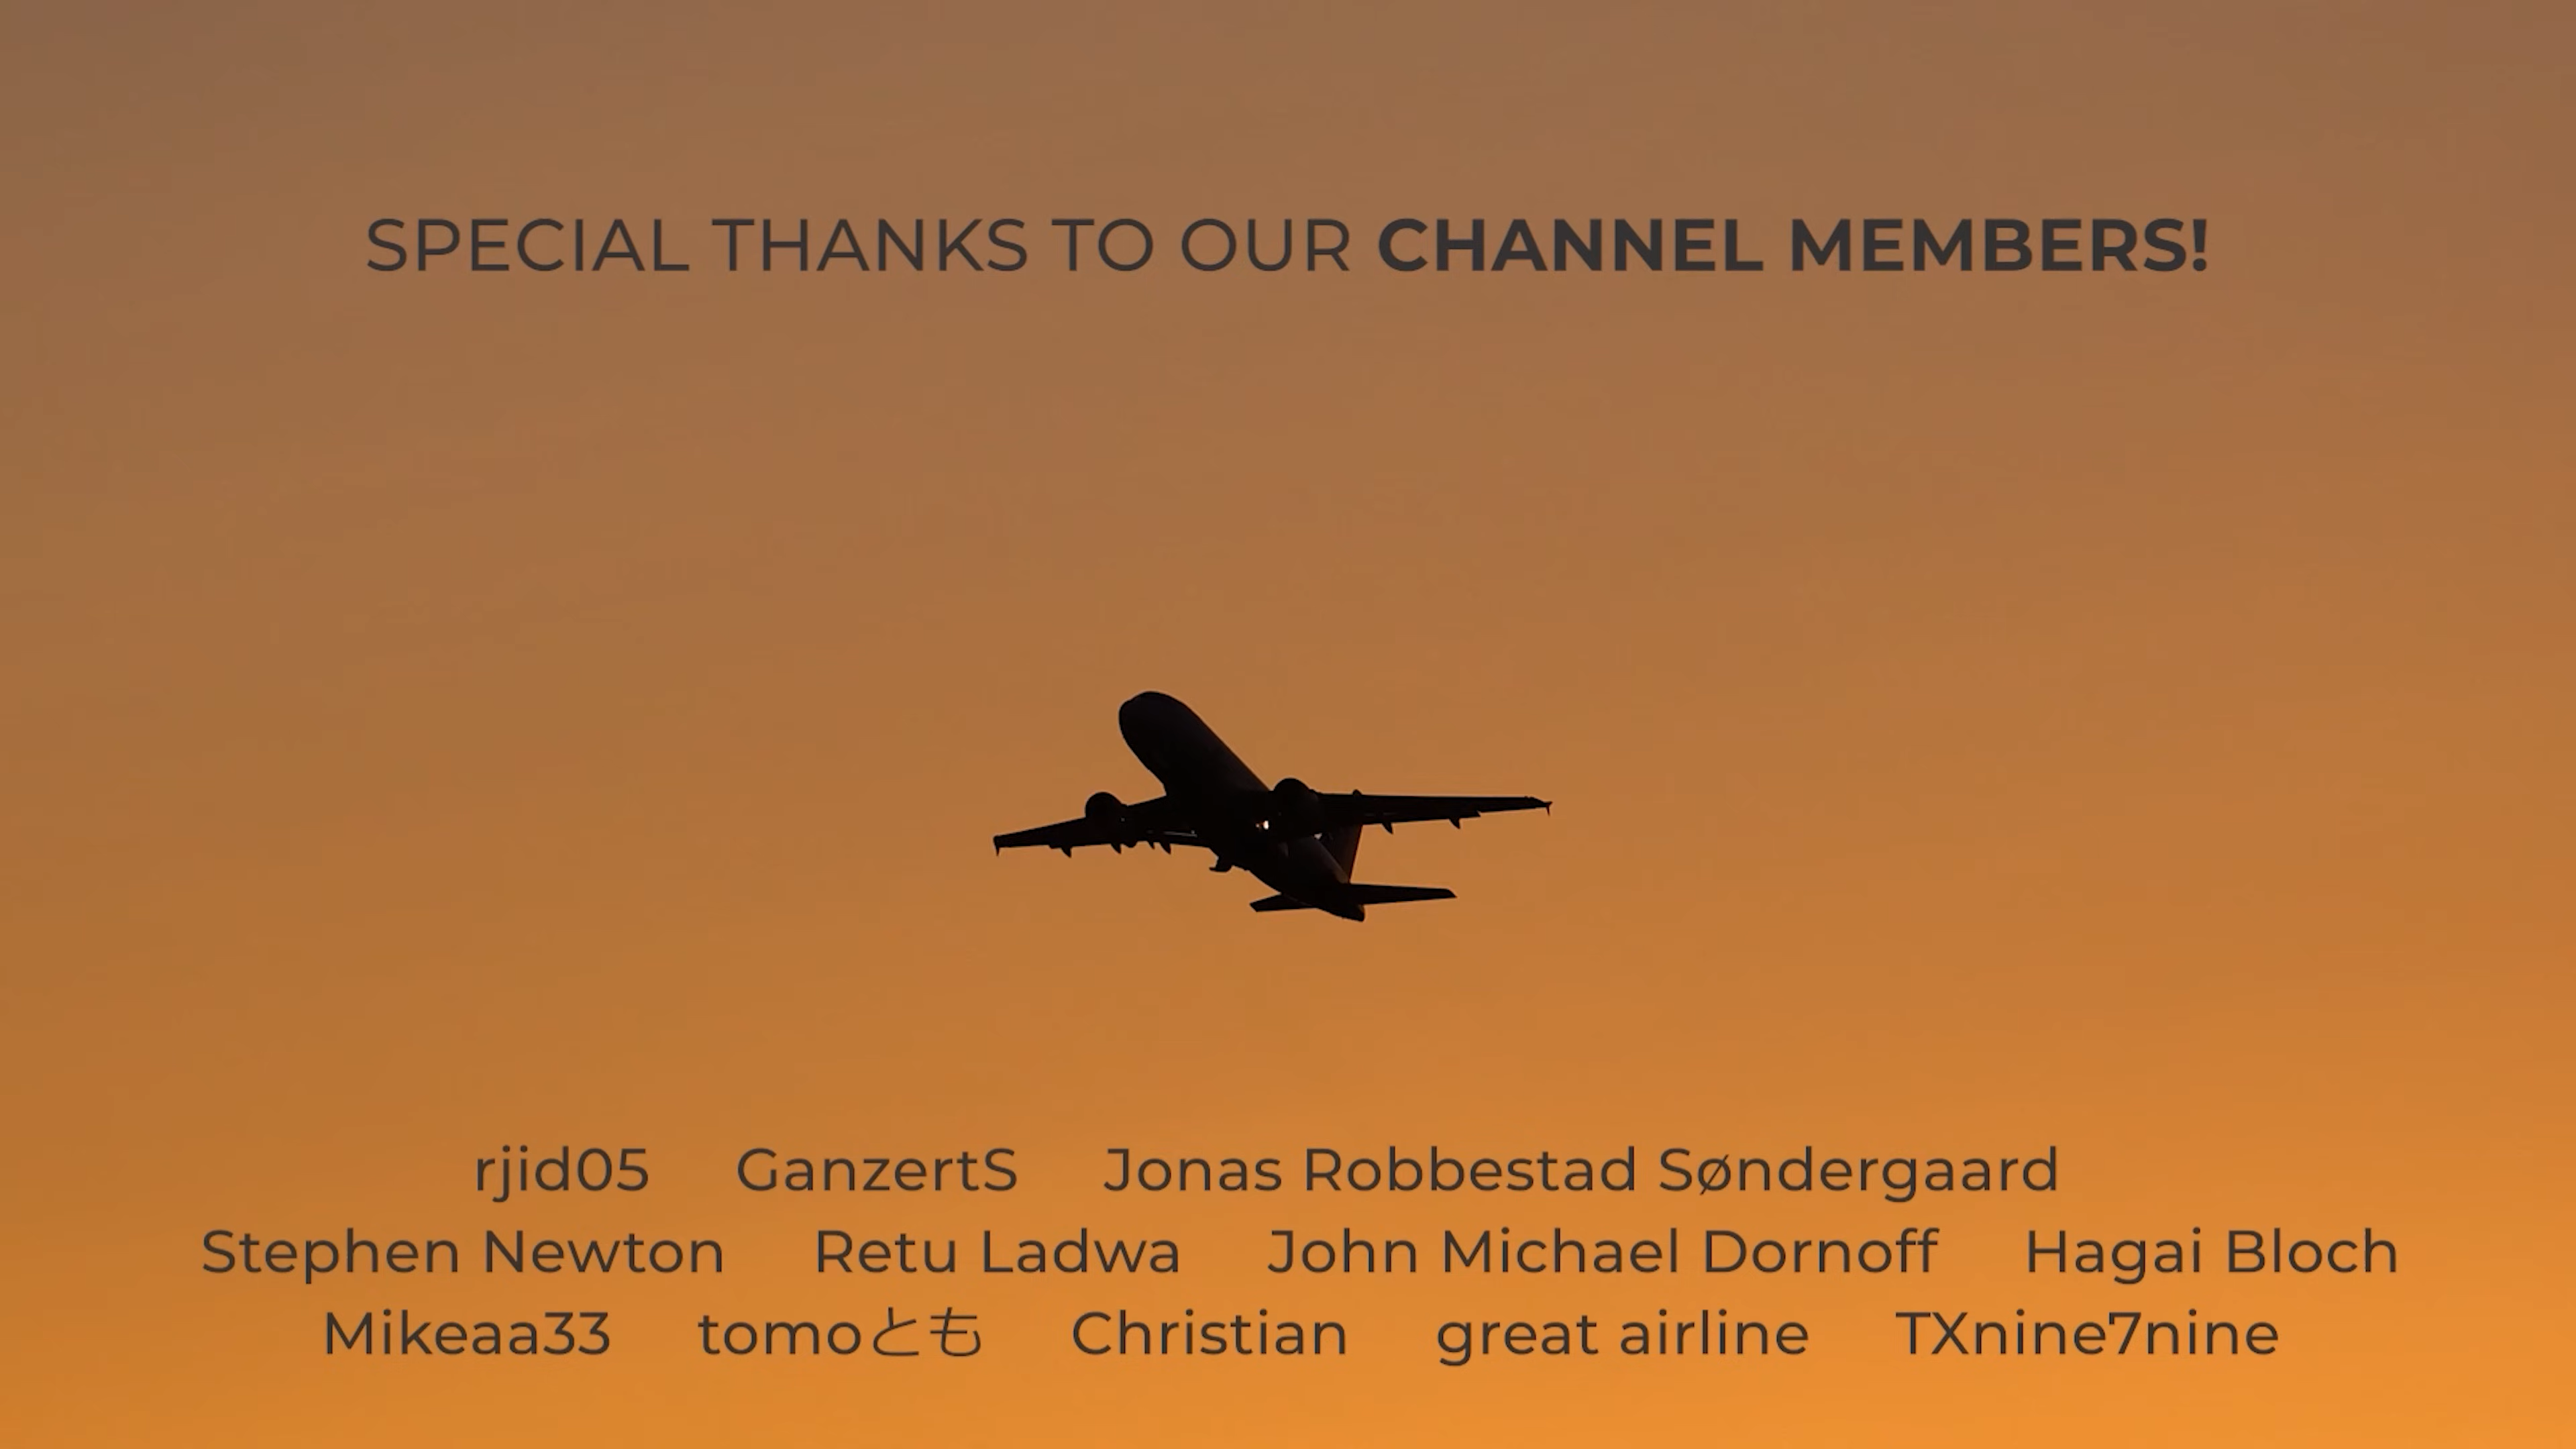 SPECIAL THANKS TO OUR CHANNEL MEMBERS!
rjid05 GanzertS Jonas Robbestad Søndergaard
Stephen Newton Retu Ladwa John Michael Dornoff Hagai Bloch
Mikeaa33 tomoとも Christian great airline TXnine7nine